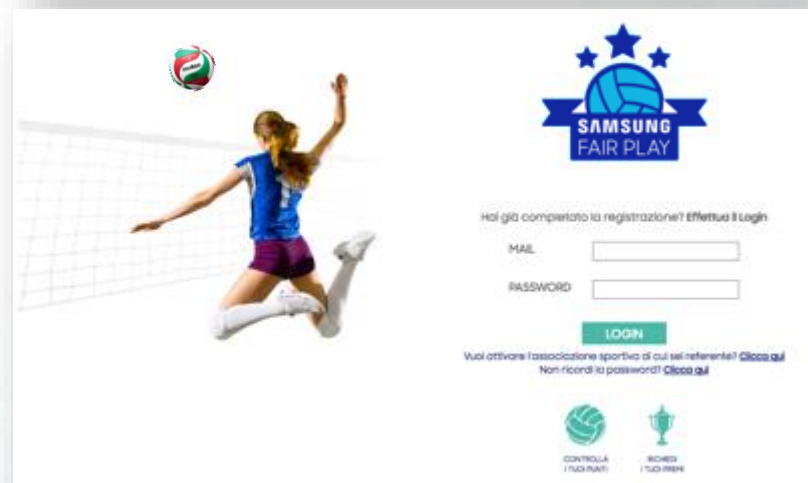 SAMSUNG
FAIR PLAY
Hai già completato la registrazione? Effettua il Login
MAIL
PASSWORD
LOGIN
Vuoi attivare l'associazione sportiva di cui sei referente? Clicca qui
Non ricordi la password? Clicca qui
CONTROLLA
I TUOI PUNTI
RICHIEDI
I TUOI PREMI